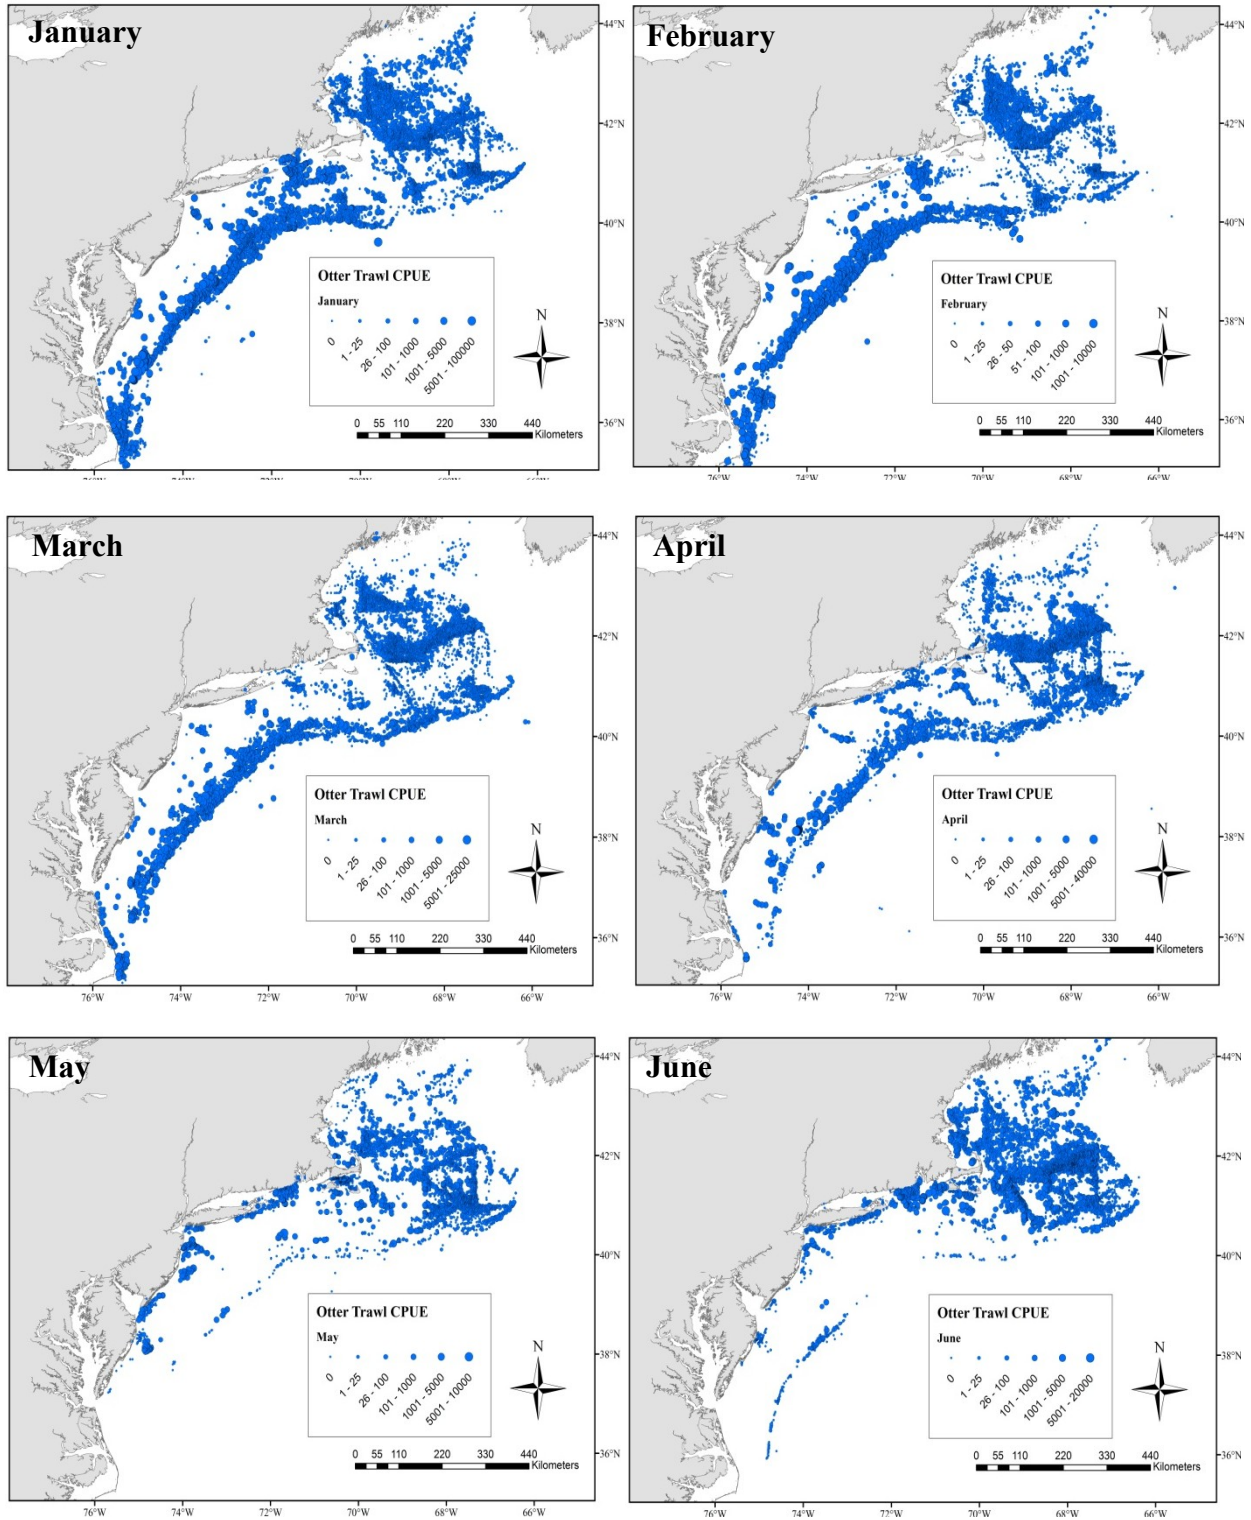 January
44°N
42°N
40°N
38°N
36°N
Otter Trawl CPUE
January
0
1 - 25
26 - 100
101 - 1000
1001 - 5000
5001 - 100000
N
0 55 110 220 330 440
Kilometers
76°W 74°W 72°W 70°W 68°W 66°W
February
44°N
42°N
40°N
38°N
36°N
Otter Trawl CPUE
February
0
1 - 25
26 - 50
51 - 100
101 - 1000
1001 - 10000
N
0 55 110 220 330 440
Kilometers
76°W 74°W 72°W 70°W 68°W 66°W
March
44°N
42°N
40°N
38°N
36°N
Otter Trawl CPUE
March
0
1 - 25
26 - 100
101 - 1000
1001 - 5000
5001 - 25000
N
0 55 110 220 330 440
Kilometers
76°W 74°W 72°W 70°W 68°W 66°W
April
44°N
42°N
40°N
38°N
36°N
Otter Trawl CPUE
April
0
1 - 25
26 - 100
101 - 1000
1001 - 5000
5001 - 40000
N
0 55 110 220 330 440
Kilometers
76°W 74°W 72°W 70°W 68°W 66°W
May
44°N
42°N
40°N
38°N
36°N
Otter Trawl CPUE
May
0
1 - 25
26 - 100
101 - 1000
1001 - 5000
5001 - 10000
N
0 55 110 220 330 440
Kilometers
76°W 74°W 72°W 70°W 68°W 66°W
June
44°N
42°N
40°N
38°N
36°N
Otter Trawl CPUE
June
0
1 - 25
26 - 100
101 - 1000
1001 - 5000
5001 - 20000
N
0 55 110 220 330 440
Kilometers
76°W 74°W 72°W 70°W 68°W 66°W